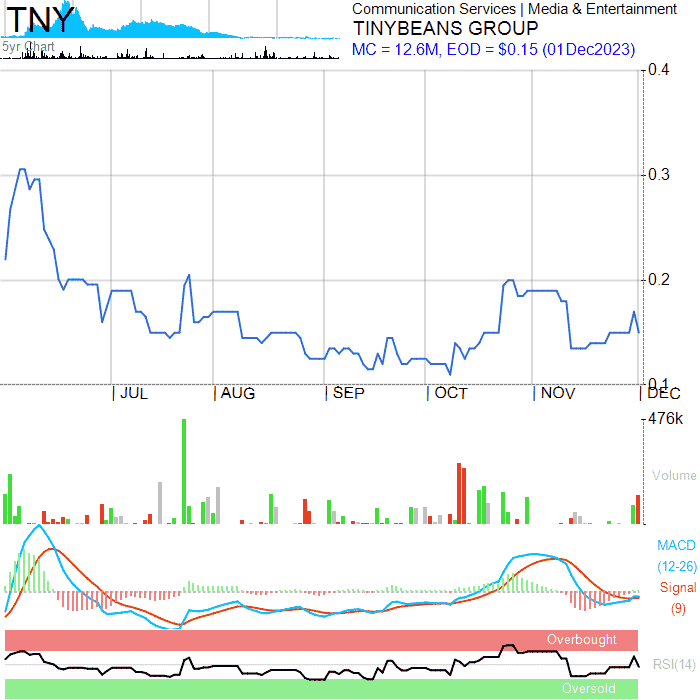 TNY
5yr Chart
Communication Services | Media & Entertainment
TINYBEANS GROUP
MC = 12.6M, EOD = $0.15 (01Dec2023)
0.4
0.3
0.2
0.1
| JUL | AUG | SEP | OCT | NOV | DEC
476k
Volume
MACD
(12-26)
Signal
(9)
Overbought
RSI(14)
Oversold